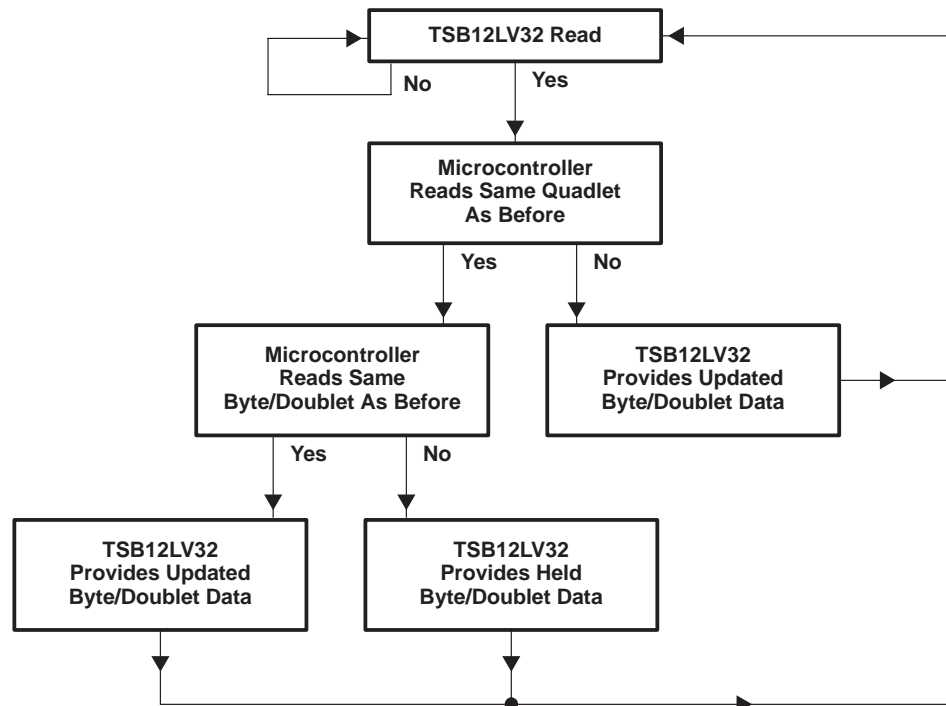 TSB12LV32 Read
No
Yes
Microcontroller
Reads Same Quadlet
As Before
Yes
No
Microcontroller
Reads Same
Byte/Doublet As Before
TSB12LV32
Provides Updated
Byte/Doublet Data
Yes
No
TSB12LV32
Provides Updated
Byte/Doublet Data
TSB12LV32
Provides Held
Byte/Doublet Data